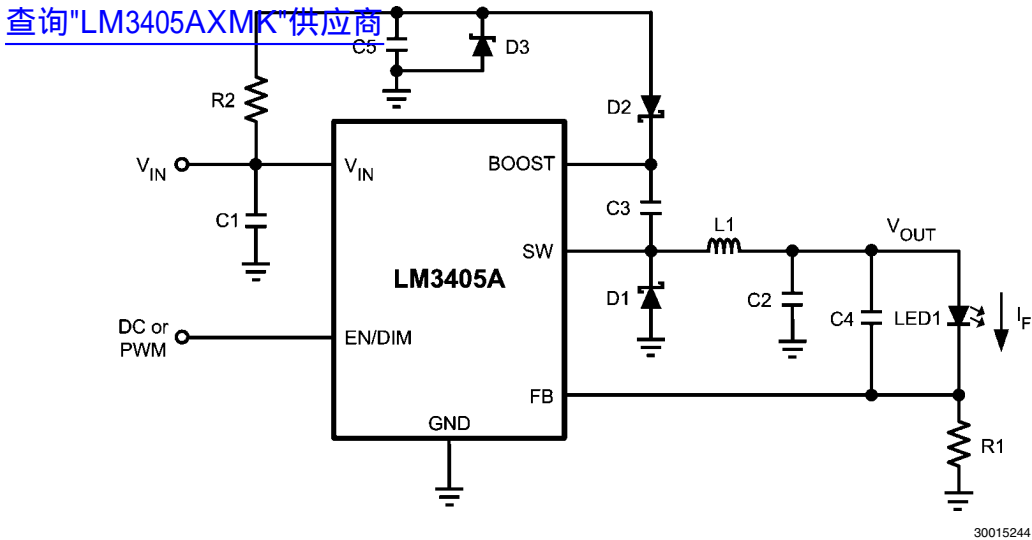 查询"LM3405AXMK"供应商
C5
D3
R2
D2
V_IN
V_IN
BOOST
C1
C3
L1
V_OUT
SW
LM3405A
D1
C2
C4
LED1
I_F
DC or
PWM
EN/DIM
FB
GND
R1
30015244